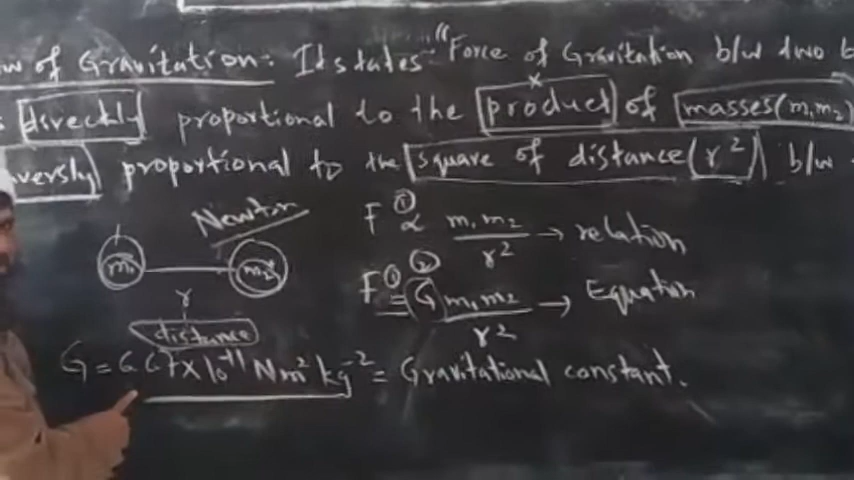 w of Gravitation: It states "Force of Gravitation b/w two b
directly proportional to the product of masses (m1m2)
versly proportional to the square of distance (r²) b/w
Newton
m1 m2
r
distance
F ∝ m1m2/r² → relation
F = G m1m2/r² → Equation
G = 6.67 x 10⁻¹¹ Nm² kg⁻² = Gravitational constant.